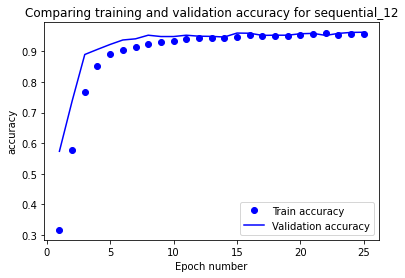 Comparing training and validation accuracy for sequential_12
0.9
0.8
0.7
0.6
0.5
0.4
0.3
accuracy
0 5 10 15 20 25
Epoch number
Train accuracy
Validation accuracy